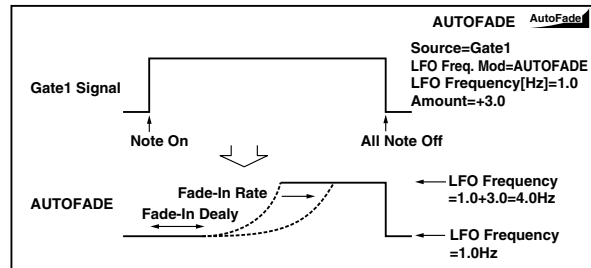 AUTOFADE AutoFade
Source=Gate1
LFO Freq. Mod=AUTOFADE
LFO Frequency[Hz]=1.0
Amount=+3.0
Gate1 Signal
Note On
All Note Off
AUTOFADE
Fade-In Rate
Fade-In Dealy
LFO Frequency
=1.0+3.0=4.0Hz
LFO Frequency
=1.0Hz